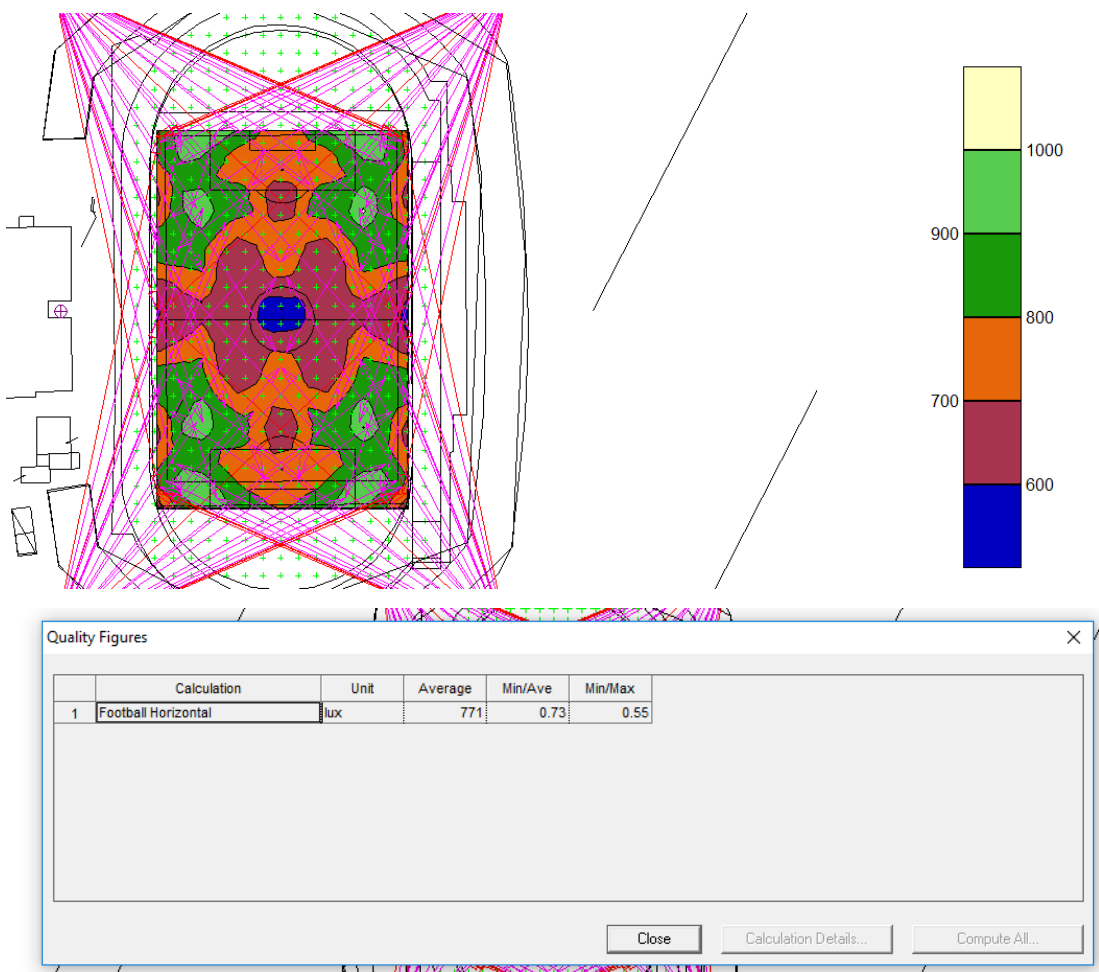 1000
900
800
700
600
Quality Figures
Calculation Unit Average Min/Ave Min/Max
1 Football Horizontal lux 771 0.73 0.55
Close Calculation Details... Compute All...